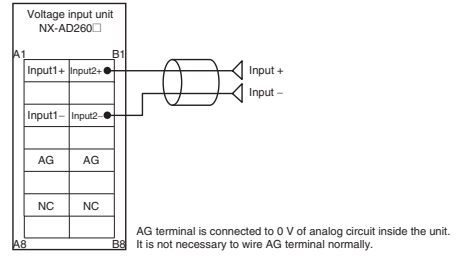 Voltage input unit
NX-AD260□
A1 B1
Input1+ Input2+ Input +
Input −
Input1− Input2−
AG AG
NC NC
AG terminal is connected to 0 V of analog circuit inside the unit.
A8 B8 It is not necessary to wire AG terminal normally.